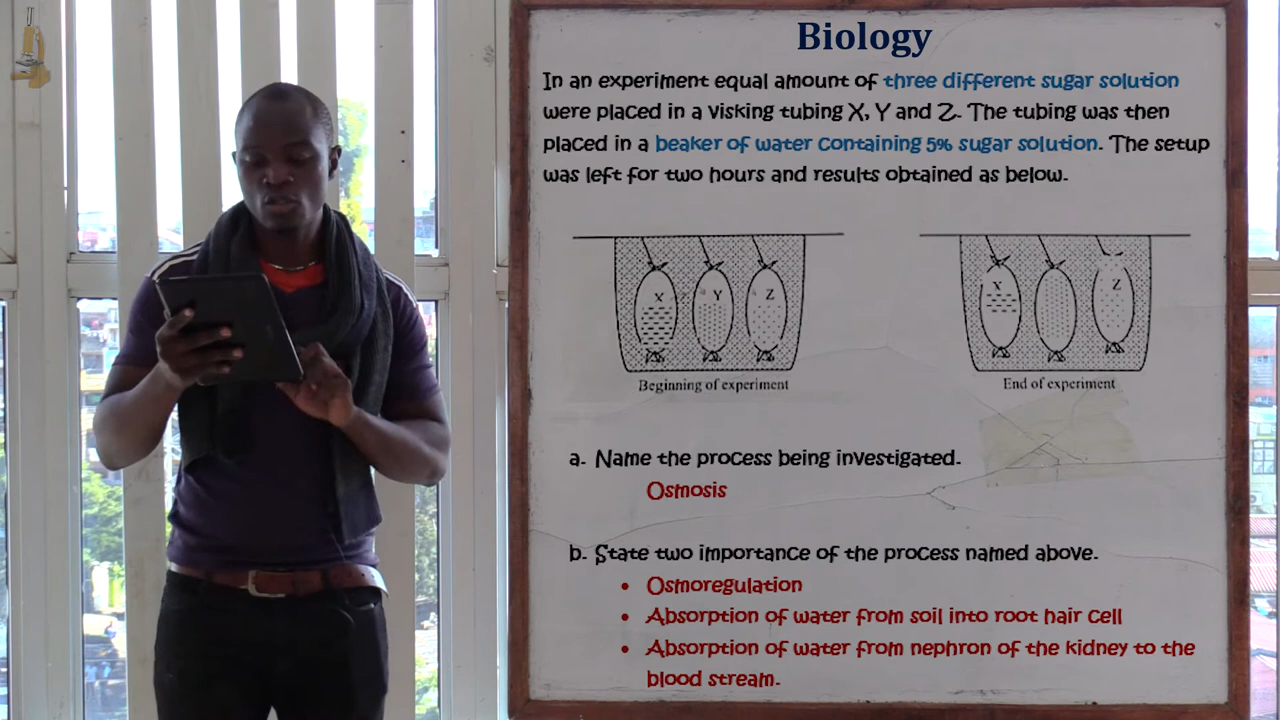 Biology
In an experiment equal amount of three different sugar solution
were placed in a visking tubing X, Y and Z. The tubing was then
placed in a beaker of water containing 5% sugar solution. The setup
was left for two hours and results obtained as below.
X Y Z
Beginning of experiment
X Z
End of experiment
a. Name the process being investigated.
Osmosis
b. State two importance of the process named above.
• Osmoregulation
• Absorption of water from soil into root hair cell
• Absorption of water from nephron of the kidney to the
blood stream.